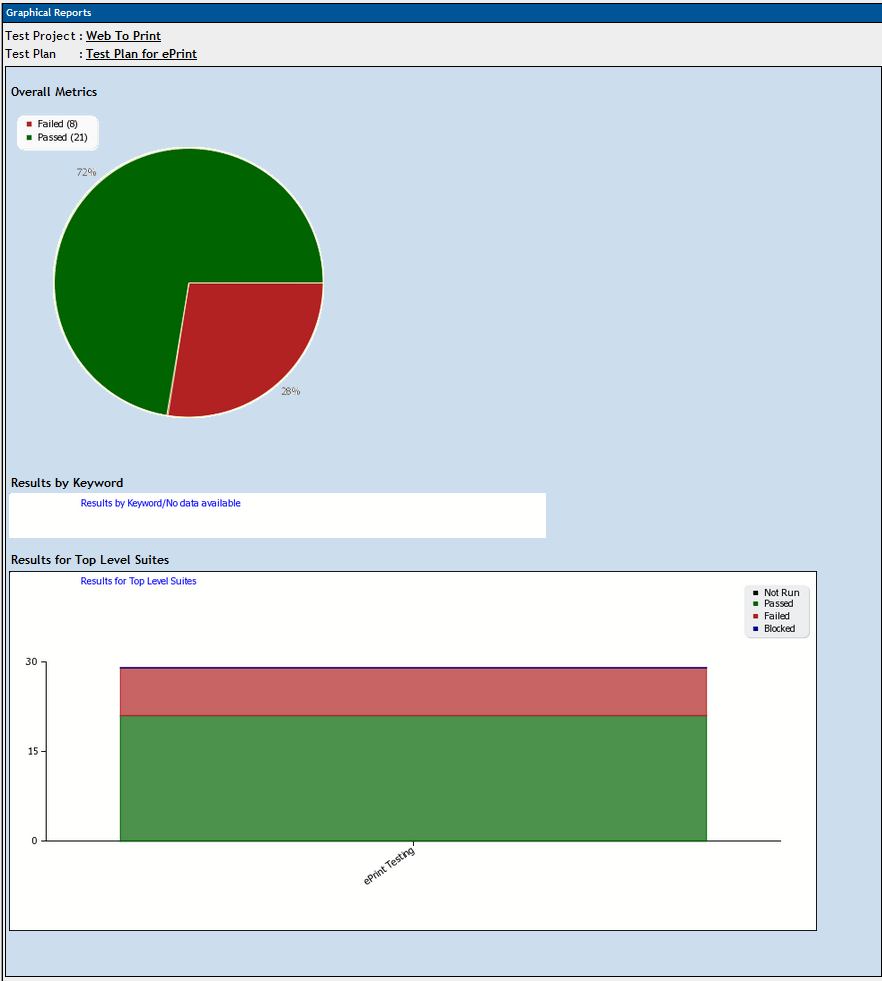 Graphical Reports
Test Project : Web To Print
Test Plan : Test Plan for ePrint
Overall Metrics
Failed (8)
Passed (21)
72%
28%
Results by Keyword
Results by Keyword/No data available
Results for Top Level Suites
Results for Top Level Suites
Not Run
Passed
Failed
Blocked
30
15
0
ePrint Testing